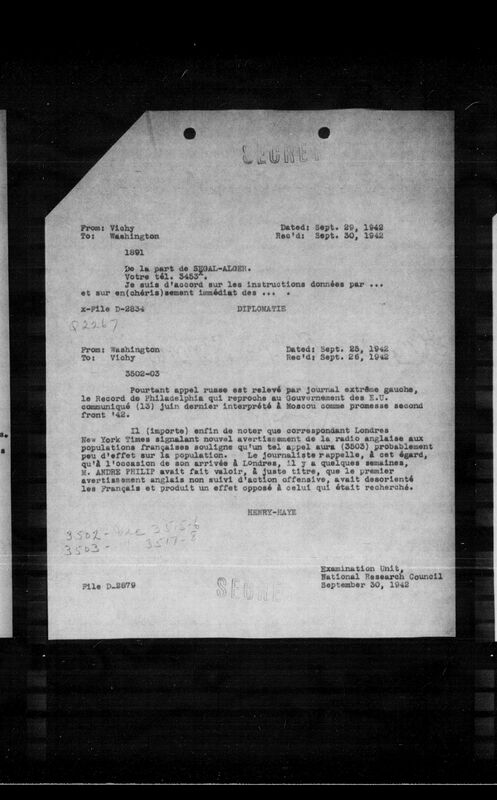 SECRET
From: Vichy Dated: Sept. 29, 1942
To: Washington Rec'd: Sept. 30, 1942
1891
De la part de SEGAL-ALGER.
Votre tél. 3453x.
Je suis d'accord sur les instructions données par ...
et sur en(chéris)sement immédiat des ... .
x-File D-2834 DIPLOMATIE
Q2267
From: Washington Dated: Sept. 25, 1942
To: Vichy Rec'd: Sept. 26, 1942
3502-03
Pourtant appel russe est relevé par journal extrême gauche,
le Record de Philadelphia qui reproche au Gouvernement des E.U.
communiqué (13) juin dernier interprété à Moscou comme promesse second
front '42.
Il (importe) enfin de noter que correspondant Londres
New York Times signalant nouvel avertissement de la radio anglaise aux
populations françaises souligne qu'un tel appel aura (3503) probablement
peu d'effet sur la population. Le journaliste rappelle, à cet égard,
qu'à l'occasion de son arrivée à Londres, il y a quelques semaines,
M. ANDRE PHILIP avait fait valoir, à juste titre, que le premier
avertissement anglais non suivi d'action offensive, avait desorienté
les Français et produit un effet opposé à celui qui était recherché.
HENRY-HAYE
3502- 3515-6
3503- 3517-8
Examination Unit,
National Research Council
File D-2879 September 30, 1942
SECRE
s.
s